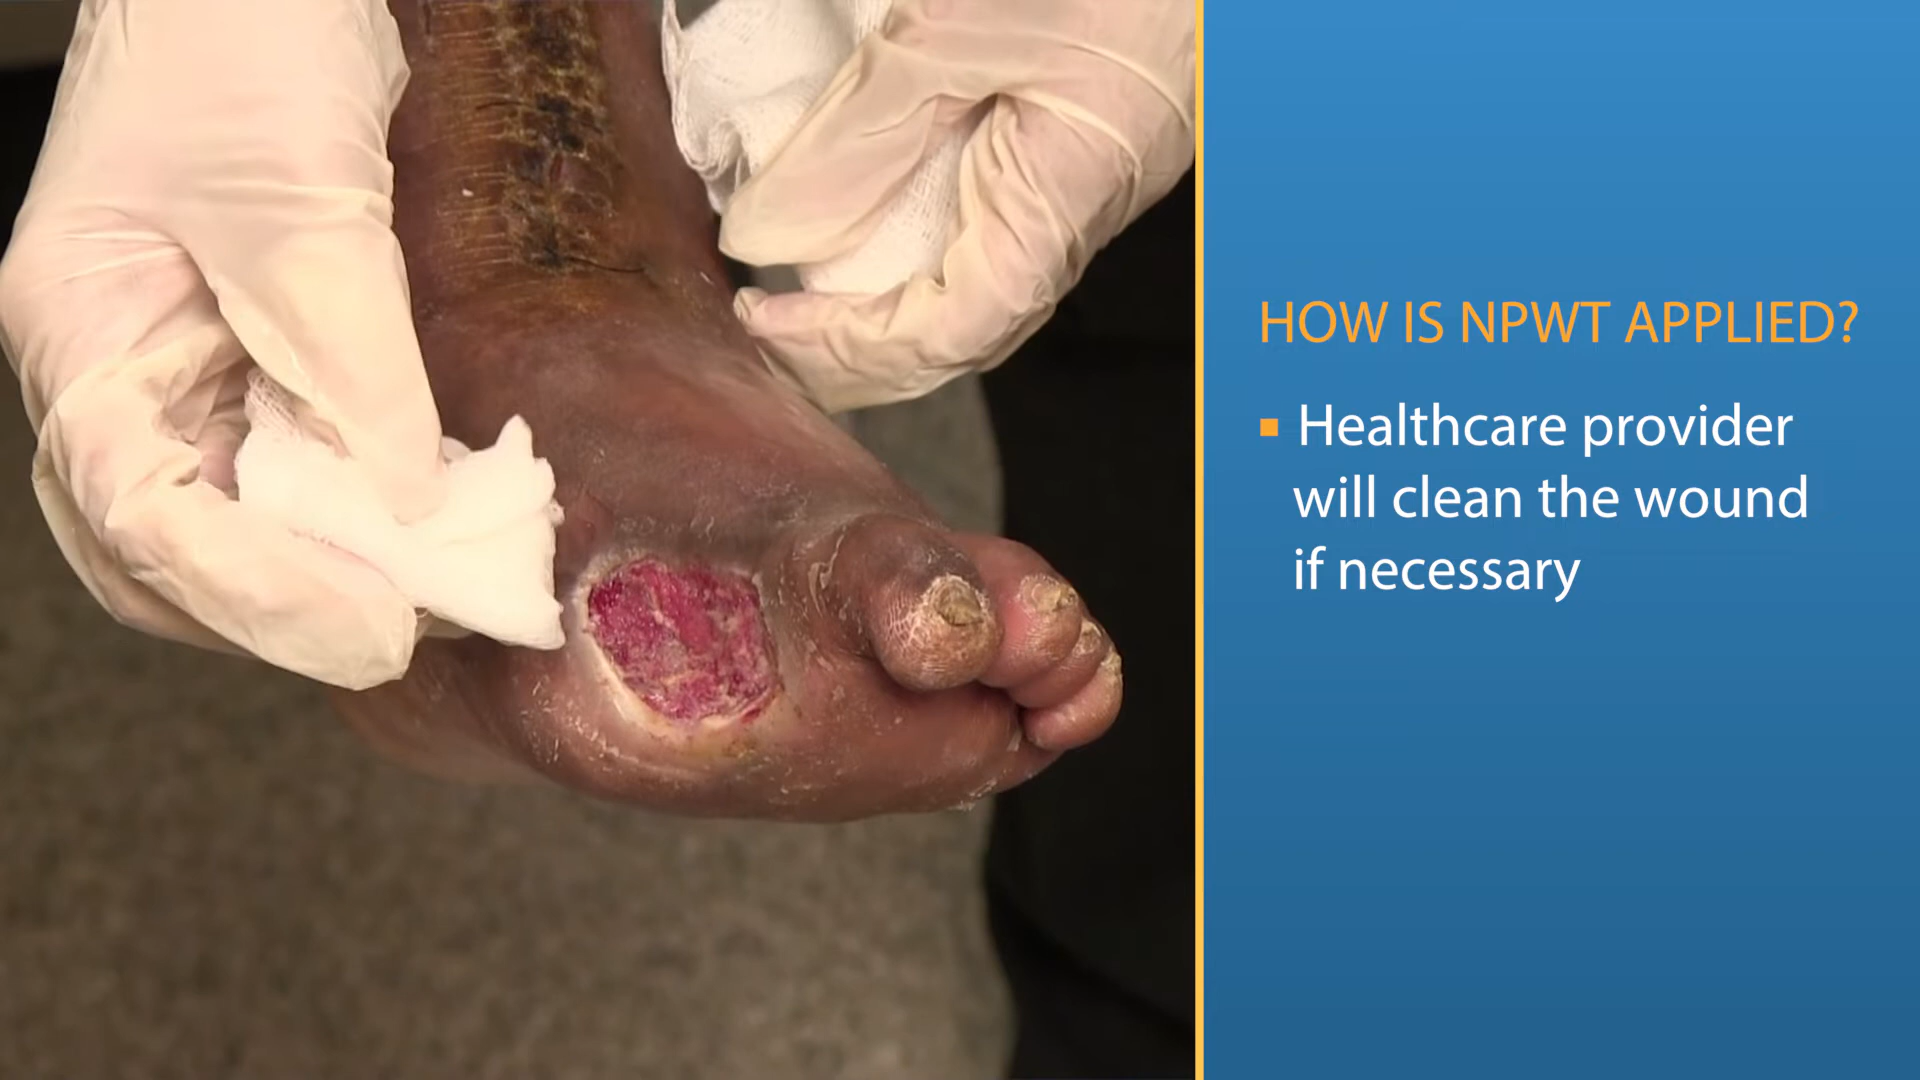 HOW IS NPWT APPLIED?
▪ Healthcare provider
will clean the wound
if necessary